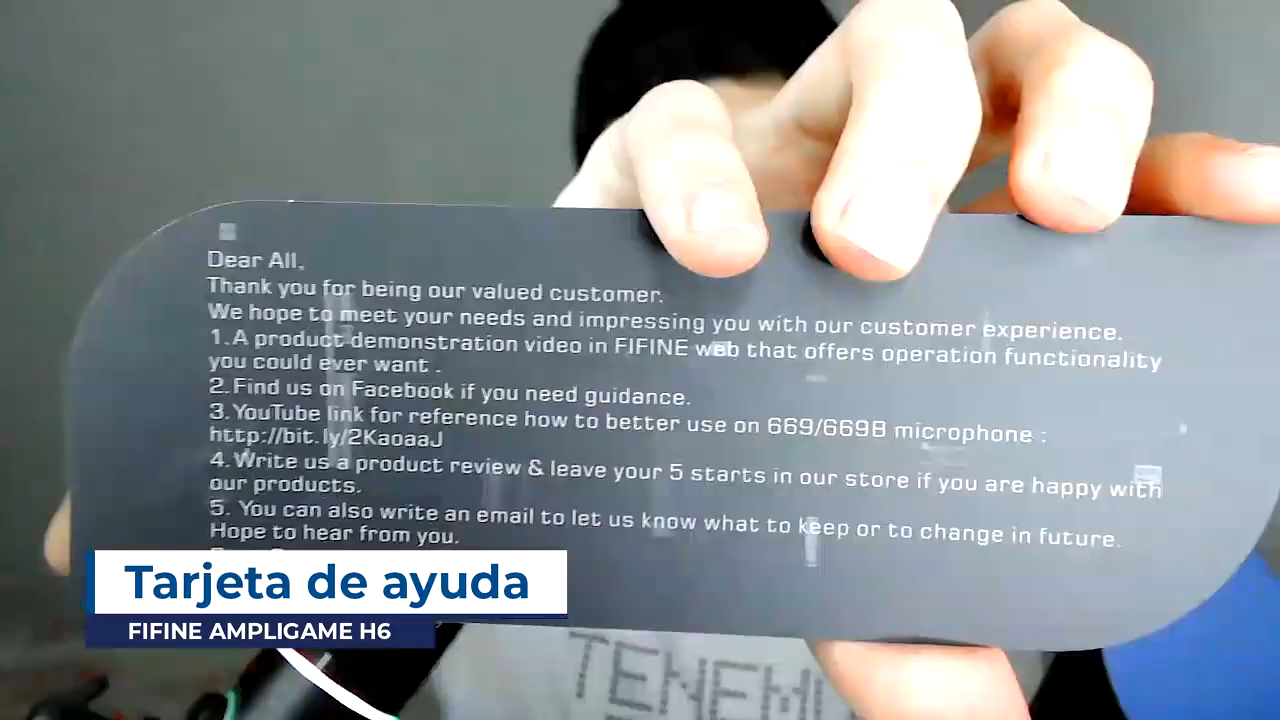 Dear All,
Thank you for being our valued customer.
We hope to meet your needs and impressing you with our customer experience.
1.A product demonstration video in FIFINE web that offers operation functionality
you could ever want .
2.Find us on Facebook if you need guidance.
3.YouTube link for reference how to better use on 669/669B microphone :
http://bit.ly/2KaoaaJ
4.Write us a product review & leave your 5 starts in our store if you are happy with
our products.
5. You can also write an email to let us know what to keep or to change in future.
Hope to hear from you.
Tarjeta de ayuda
FIFINE AMPLIGAME H6